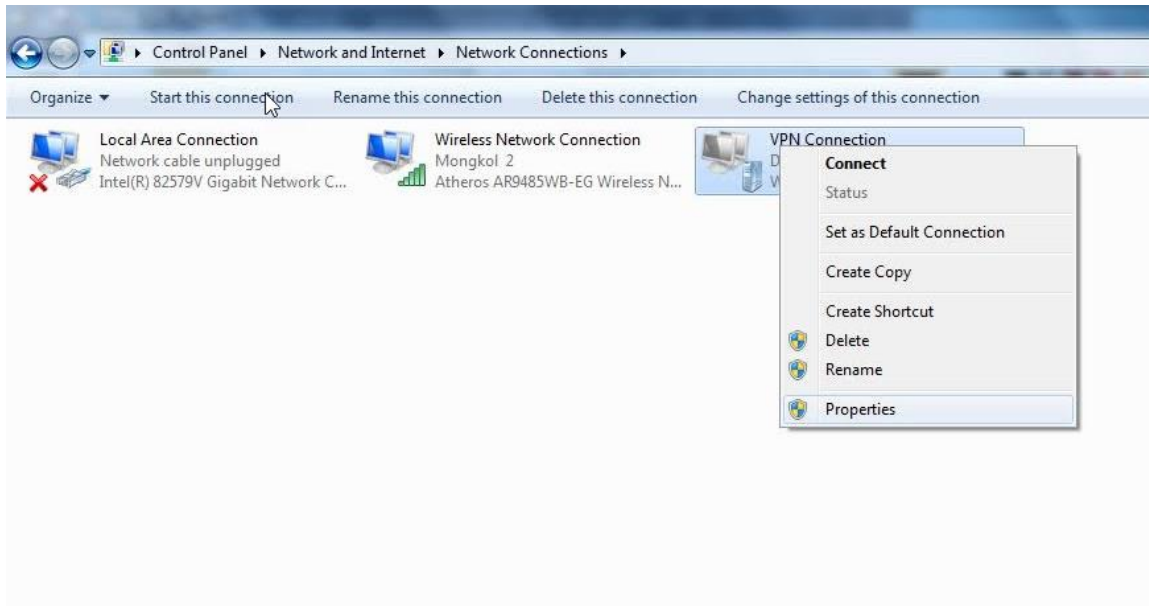 Control Panel Network and Internet Network Connections
Organize Start this connection Rename this connection Delete this connection Change settings of this connection
Local Area Connection
Network cable unplugged
Intel(R) 82579V Gigabit Network C...
Wireless Network Connection
Mongkol 2
Atheros AR9485WB-EG Wireless N...
VPN Connection
D
W
Connect
Status
Set as Default Connection
Create Copy
Create Shortcut
Delete
Rename
Properties